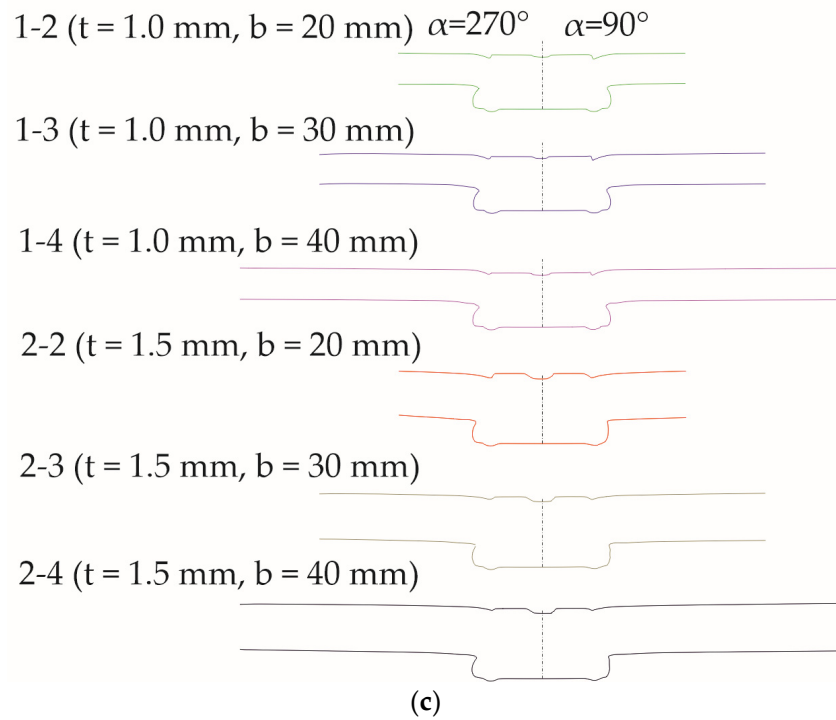 1-2 (t = 1.0 mm, b = 20 mm) α=270° α=90°
1-3 (t = 1.0 mm, b = 30 mm)
1-4 (t = 1.0 mm, b = 40 mm)
2-2 (t = 1.5 mm, b = 20 mm)
2-3 (t = 1.5 mm, b = 30 mm)
2-4 (t = 1.5 mm, b = 40 mm)
(c)